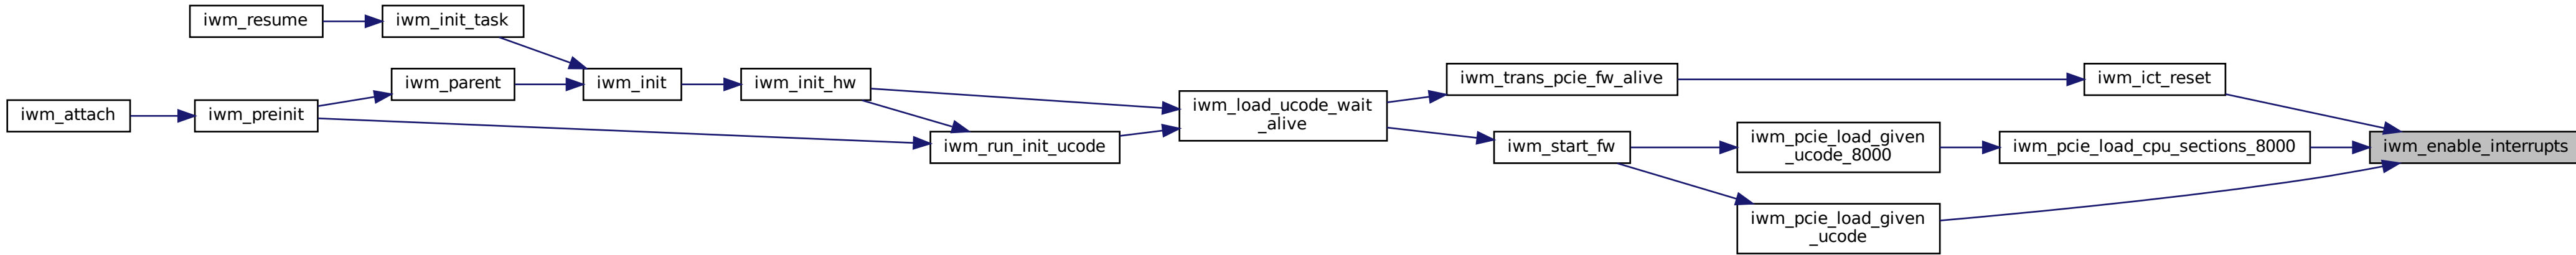 iwm_resume
iwm_init_task
iwm_attach
iwm_preinit
iwm_parent
iwm_init
iwm_init_hw
iwm_run_init_ucode
iwm_load_ucode_wait
_alive
iwm_trans_pcie_fw_alive
iwm_start_fw
iwm_pcie_load_given
_ucode_8000
iwm_pcie_load_given
_ucode
iwm_ict_reset
iwm_pcie_load_cpu_sections_8000
iwm_enable_interrupts